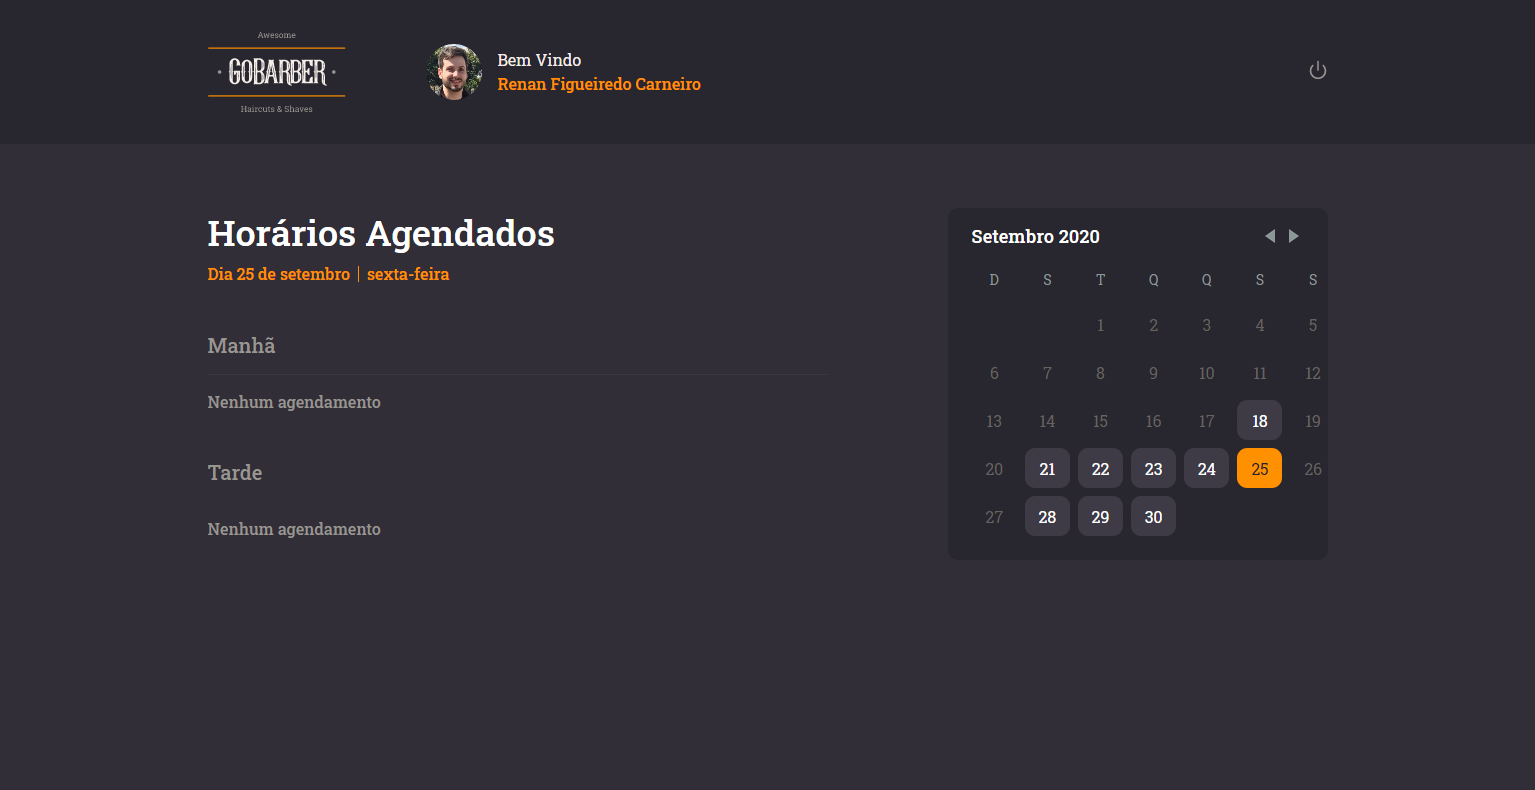 Awesome
GOBARBER
Haircuts & Shaves
Bem Vindo
Renan Figueiredo Carneiro
Horários Agendados
Dia 25 de setembro | sexta-feira
Manhã
Nenhum agendamento
Tarde
Nenhum agendamento
Setembro 2020
D S T Q Q S S
1 2 3 4 5
6 7 8 9 10 11 12
13 14 15 16 17 18 19
20 21 22 23 24 25 26
27 28 29 30